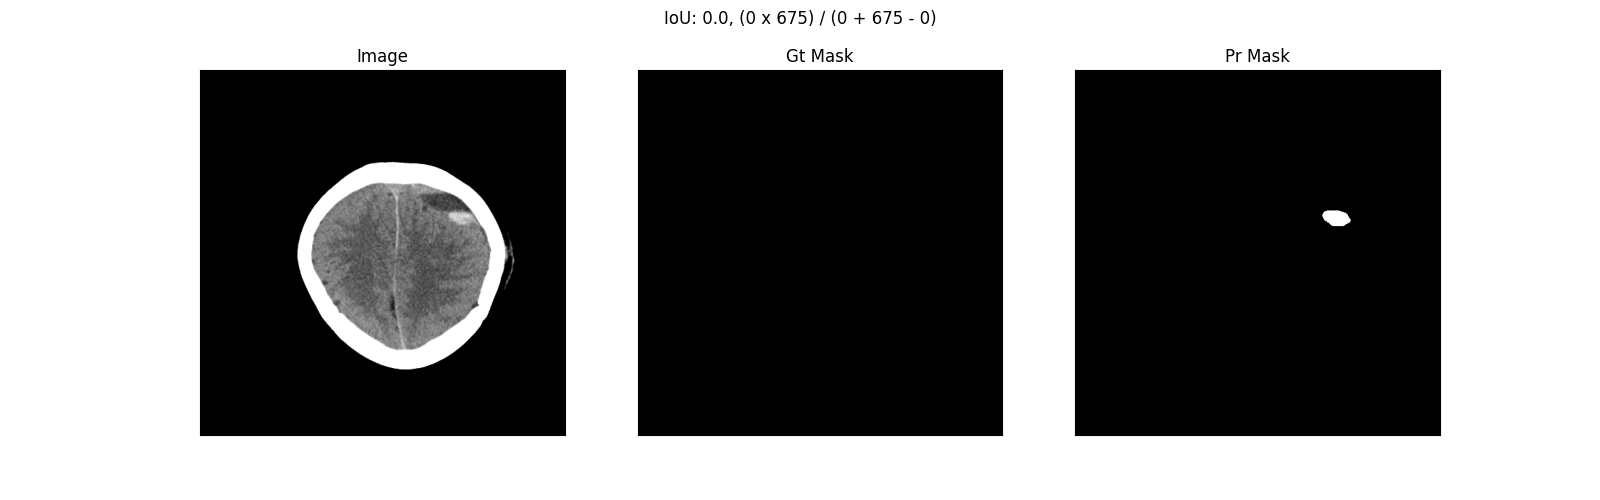 IoU: 0.0, (0 x 675) / (0 + 675 - 0)
Image
Gt Mask
Pr Mask